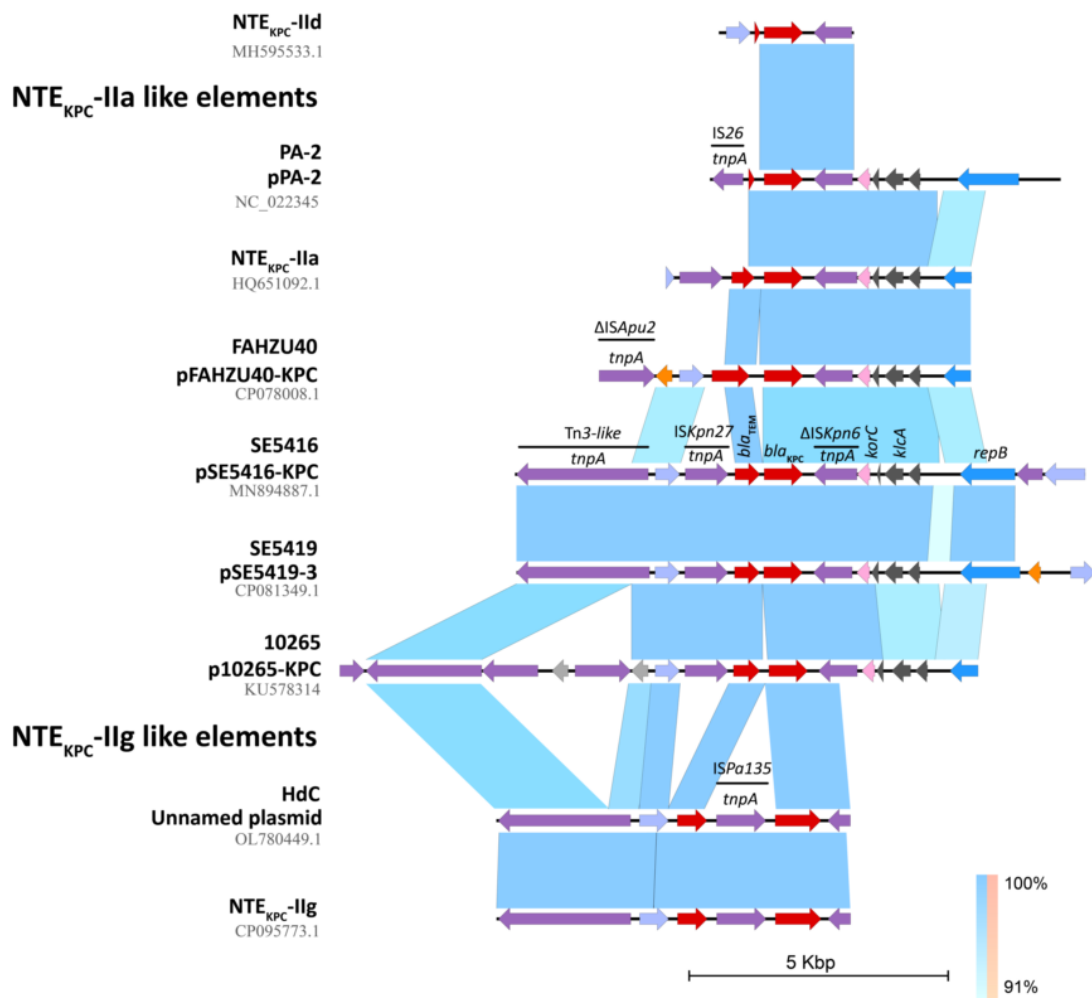 NTEKPC-IId
MH595533.1
NTEKPC-IIa like elements
IS26
tnpA
PA-2
pPA-2
NC_022345
NTEKPC-IIa
HQ651092.1
ΔISApu2
tnpA
FAHZU40
pFAHZU40-KPC
CP078008.1
Tn3-like
tnpA
ISKpn27
tnpA
blaTEM
blaKPC
ΔISKpn6
tnpA
korC
klcA
repB
SE5416
pSE5416-KPC
MN894887.1
SE5419
pSE5419-3
CP081349.1
10265
p10265-KPC
KU578314
NTEKPC-IIg like elements
ISPa135
tnpA
HdC
Unnamed plasmid
OL780449.1
NTEKPC-IIg
CP095773.1
100%
91%
5 Kbp